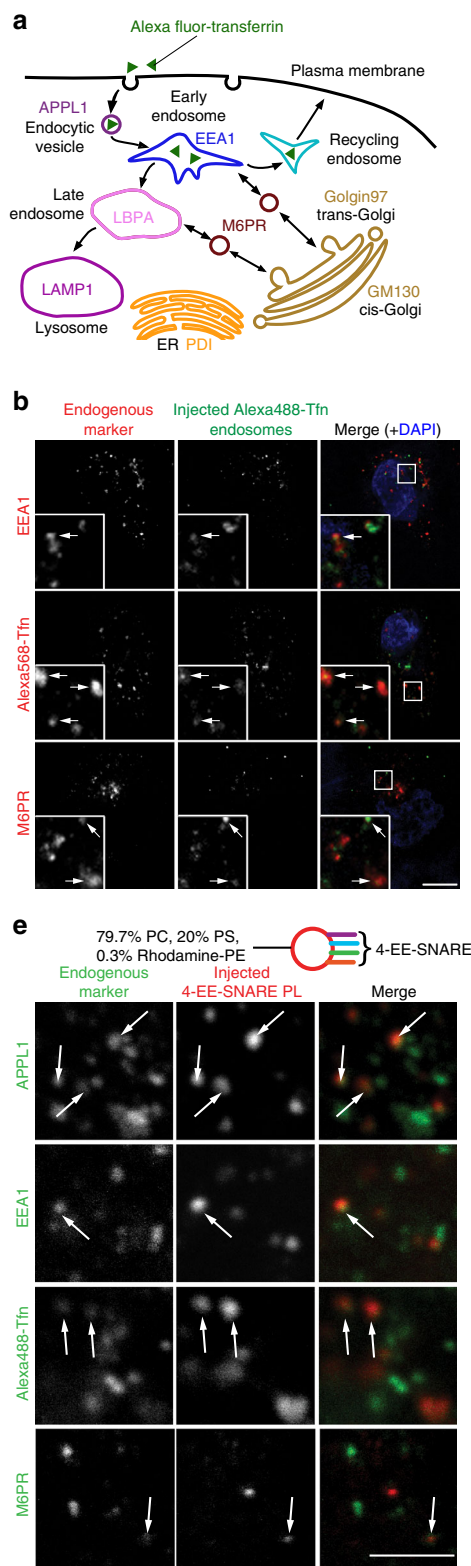 a
Alexa fluor-transferrin
Plasma membrane
APPL1
Endocytic
vesicle
Early
endosome
EEA1
Recycling
endosome
Late
endosome
LBPA
M6PR
Golgin97
trans-Golgi
LAMP1
Lysosome
GM130
cis-Golgi
ER PDI
b
Endogenous
marker
Injected Alexa488-Tfn
endosomes
Merge (+DAPI)
EEA1
Alexa568-Tfn
M6PR
e
79.7% PC, 20% PS,
0.3% Rhodamine-PE
4-EE-SNARE
Endogenous
marker
Injected
4-EE-SNARE PL
Merge
APPL1
EEA1
Alexa488-Tfn
M6PR